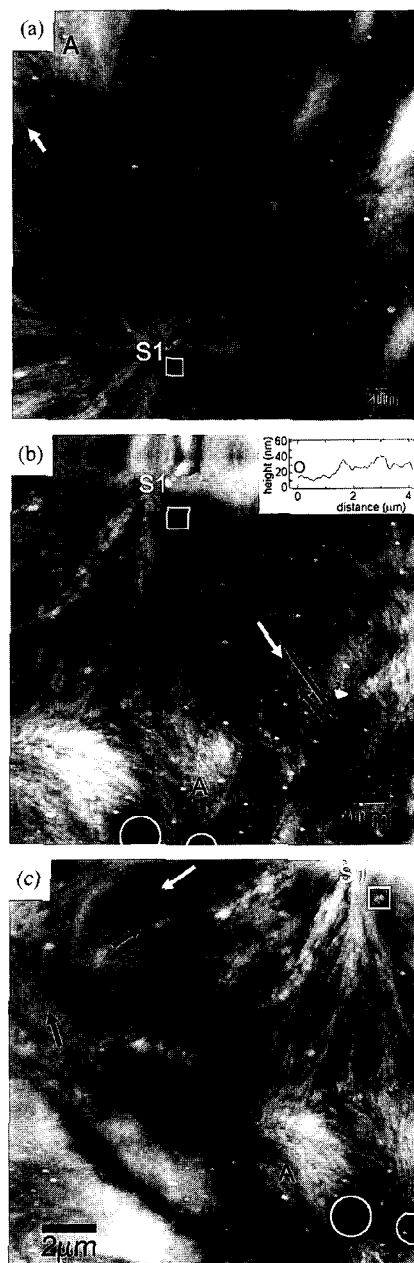 (a)
A
S1
(b)
S1
height (nm)
60
40
20
0
O
0
2
4
distance (μm)
A
(c)
A
2μm